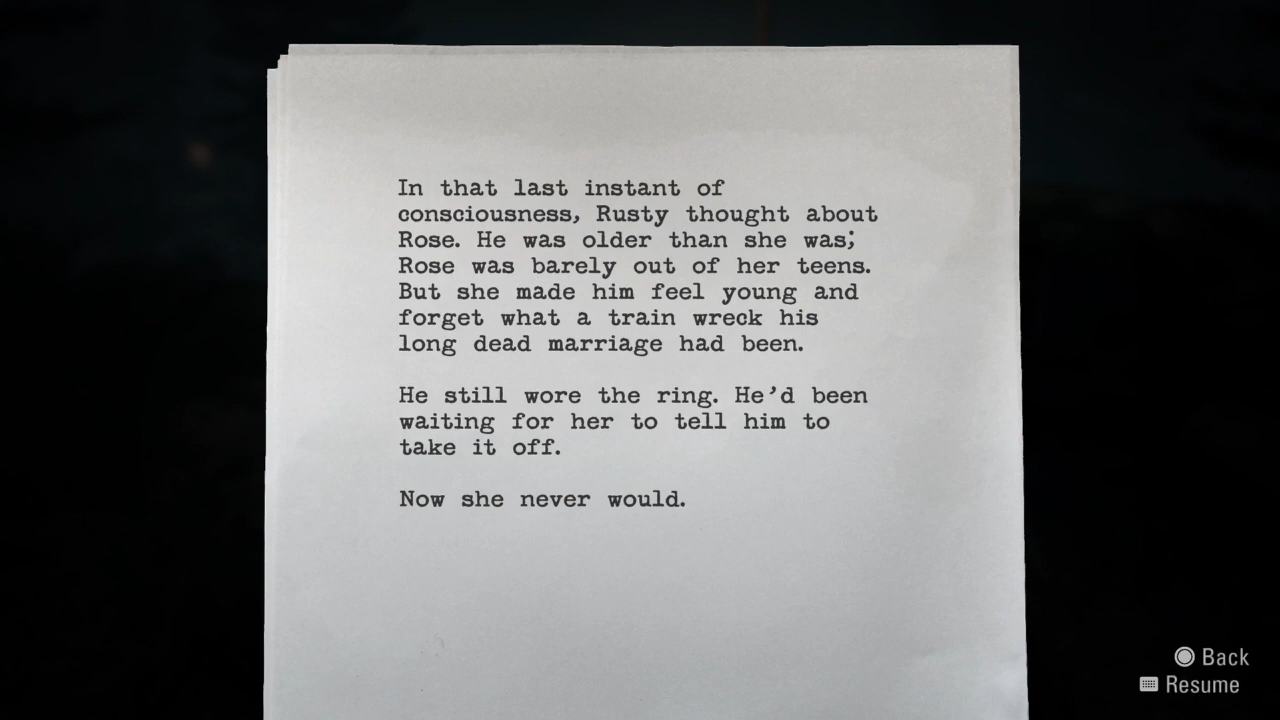 In that last instant of
consciousness, Rusty thought about
Rose. He was older than she was;
Rose was barely out of her teens.
But she made him feel young and
forget what a train wreck his
long dead marriage had been.
He still wore the ring. He’d been
waiting for her to tell him to
take it off.
Now she never would.
Back
Resume